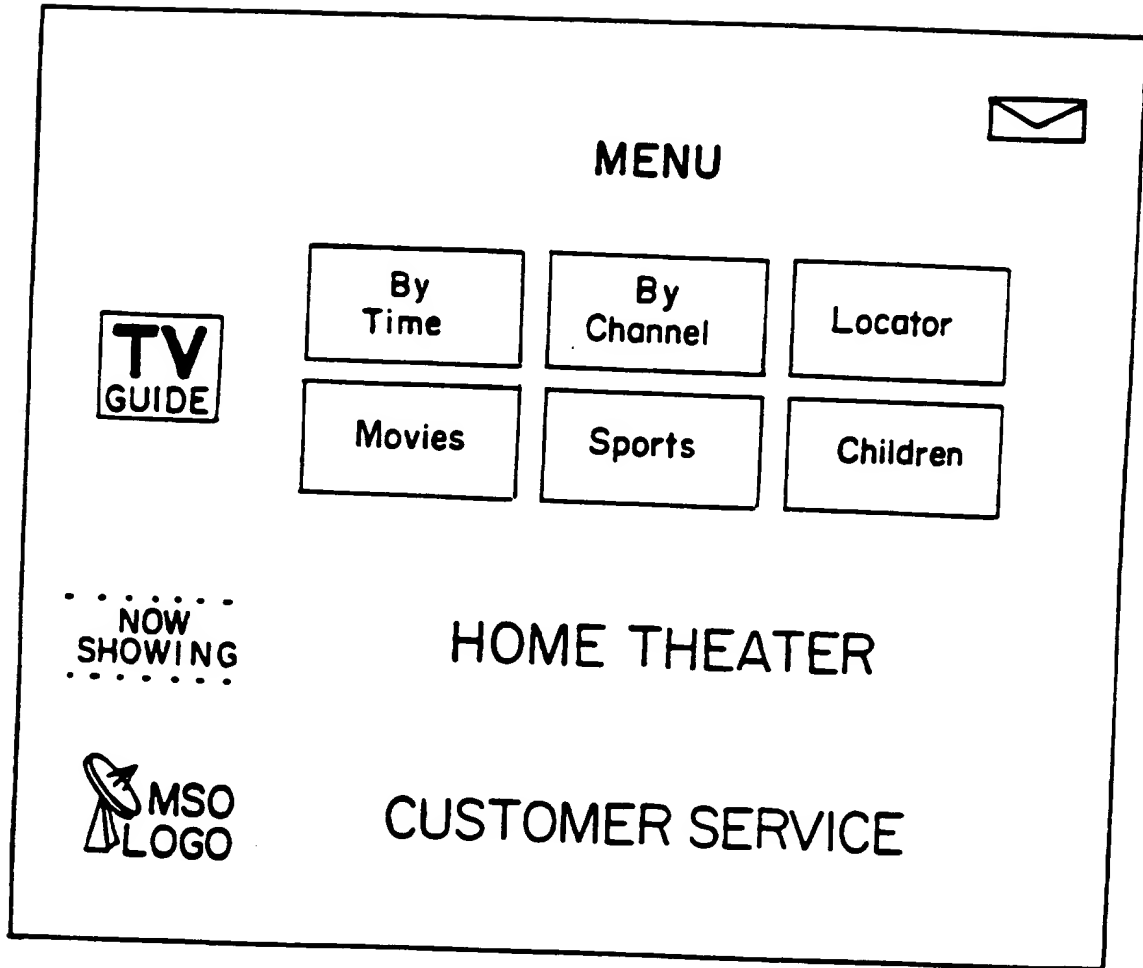 MENU
TV
GUIDE
By
Time
By
Channel
Locator
Movies
Sports
Children
NOW
SHOWING
HOME THEATER
MSO
LOGO
CUSTOMER SERVICE